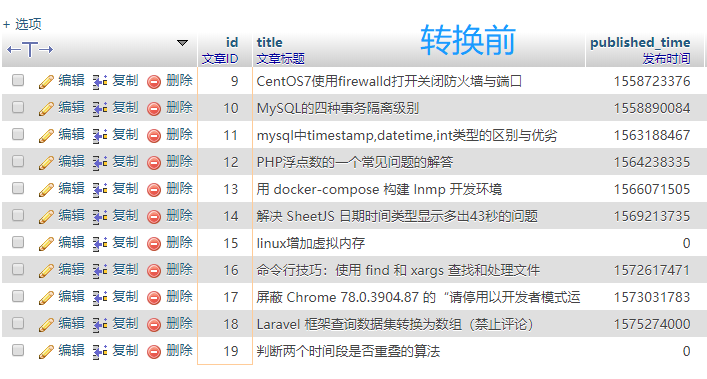 + 选项
转换前
←T→ id title published_time
文章ID 文章标题 发布时间
编辑 复制 删除 9 CentOS7使用firewalld打开关闭防火墙与端口 1558723376
编辑 复制 删除 10 MySQL的四种事务隔离级别 1558890084
编辑 复制 删除 11 mysql中timestamp,datetime,int类型的区别与优劣 1563188467
编辑 复制 删除 12 PHP浮点数的一个常见问题的解答 1564238335
编辑 复制 删除 13 用 docker-compose 构建 lnmp 开发环境 1566071505
编辑 复制 删除 14 解决 SheetJS 日期时间类型显示多出43秒的问题 1569213735
编辑 复制 删除 15 linux增加虚拟内存 0
编辑 复制 删除 16 命令行技巧：使用 find 和 xargs 查找和处理文件 1572617471
编辑 复制 删除 17 屏蔽 Chrome 78.0.3904.87 的“请停用以开发者模式运 1573031783
编辑 复制 删除 18 Laravel 框架查询数据集转换为数组（禁止评论） 1575274000
编辑 复制 删除 19 判断两个时间段是否重叠的算法 0